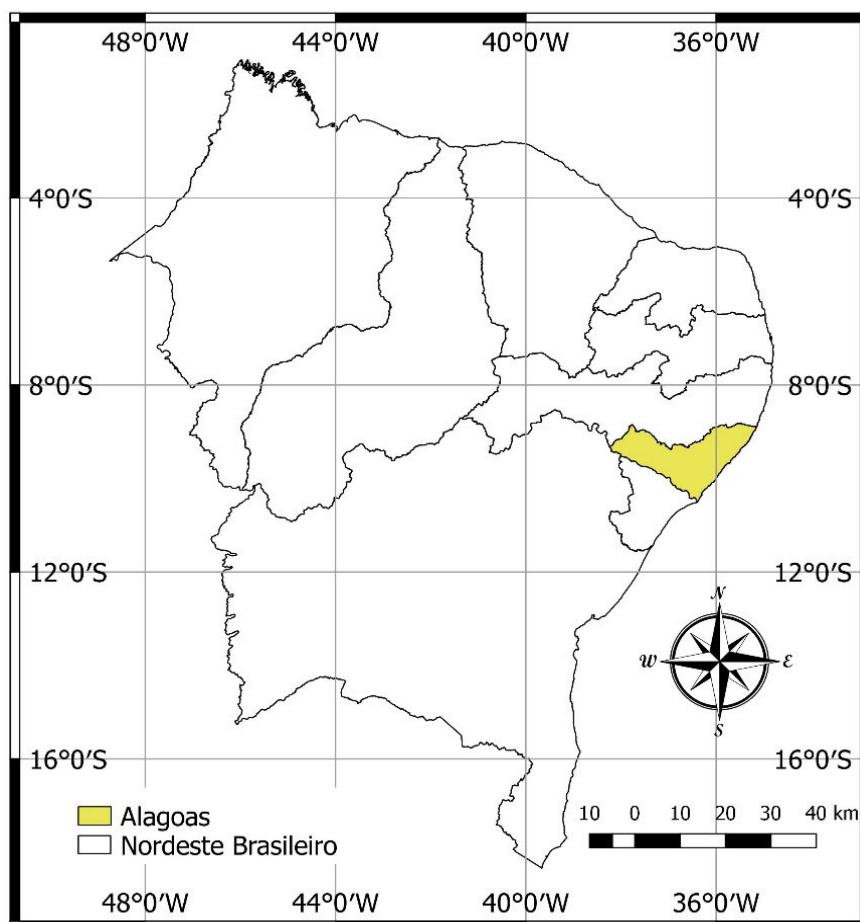 48°0′W 44°0′W 40°0′W 36°0′W
4°0′S 4°0′S
8°0′S 8°0′S
12°0′S 12°0′S
N
W E
S
16°0′S 16°0′S
Alagoas
Nordeste Brasileiro
10 0 10 20 30 40 km
48°0′W 44°0′W 40°0′W 36°0′W